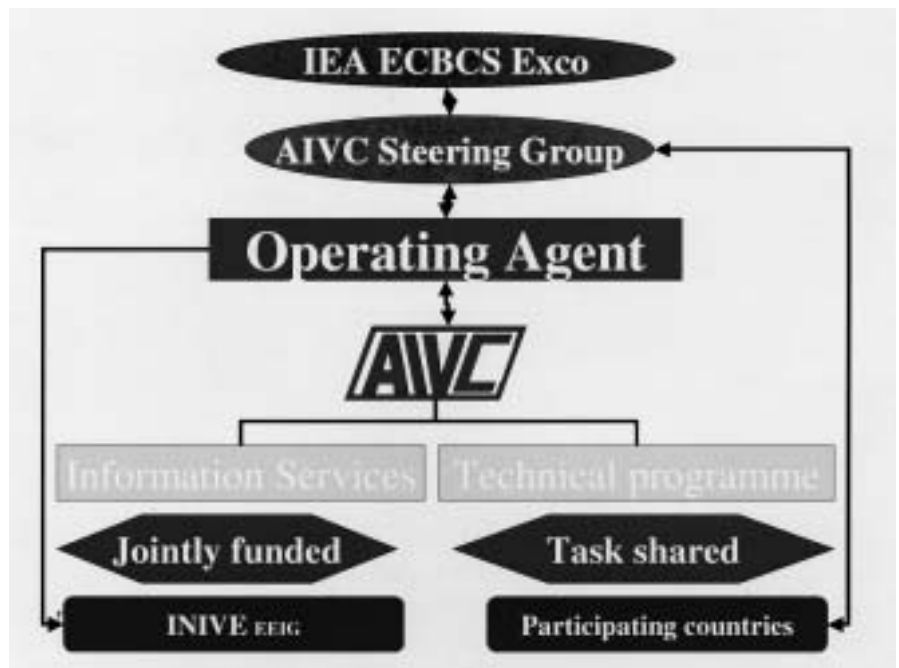 IEA ECBCS Exco
AIVC Steering Group
Operating Agent
AIVC
Information Services
Technical programme
Jointly funded
Task shared
INIVE EEIG
Participating countries